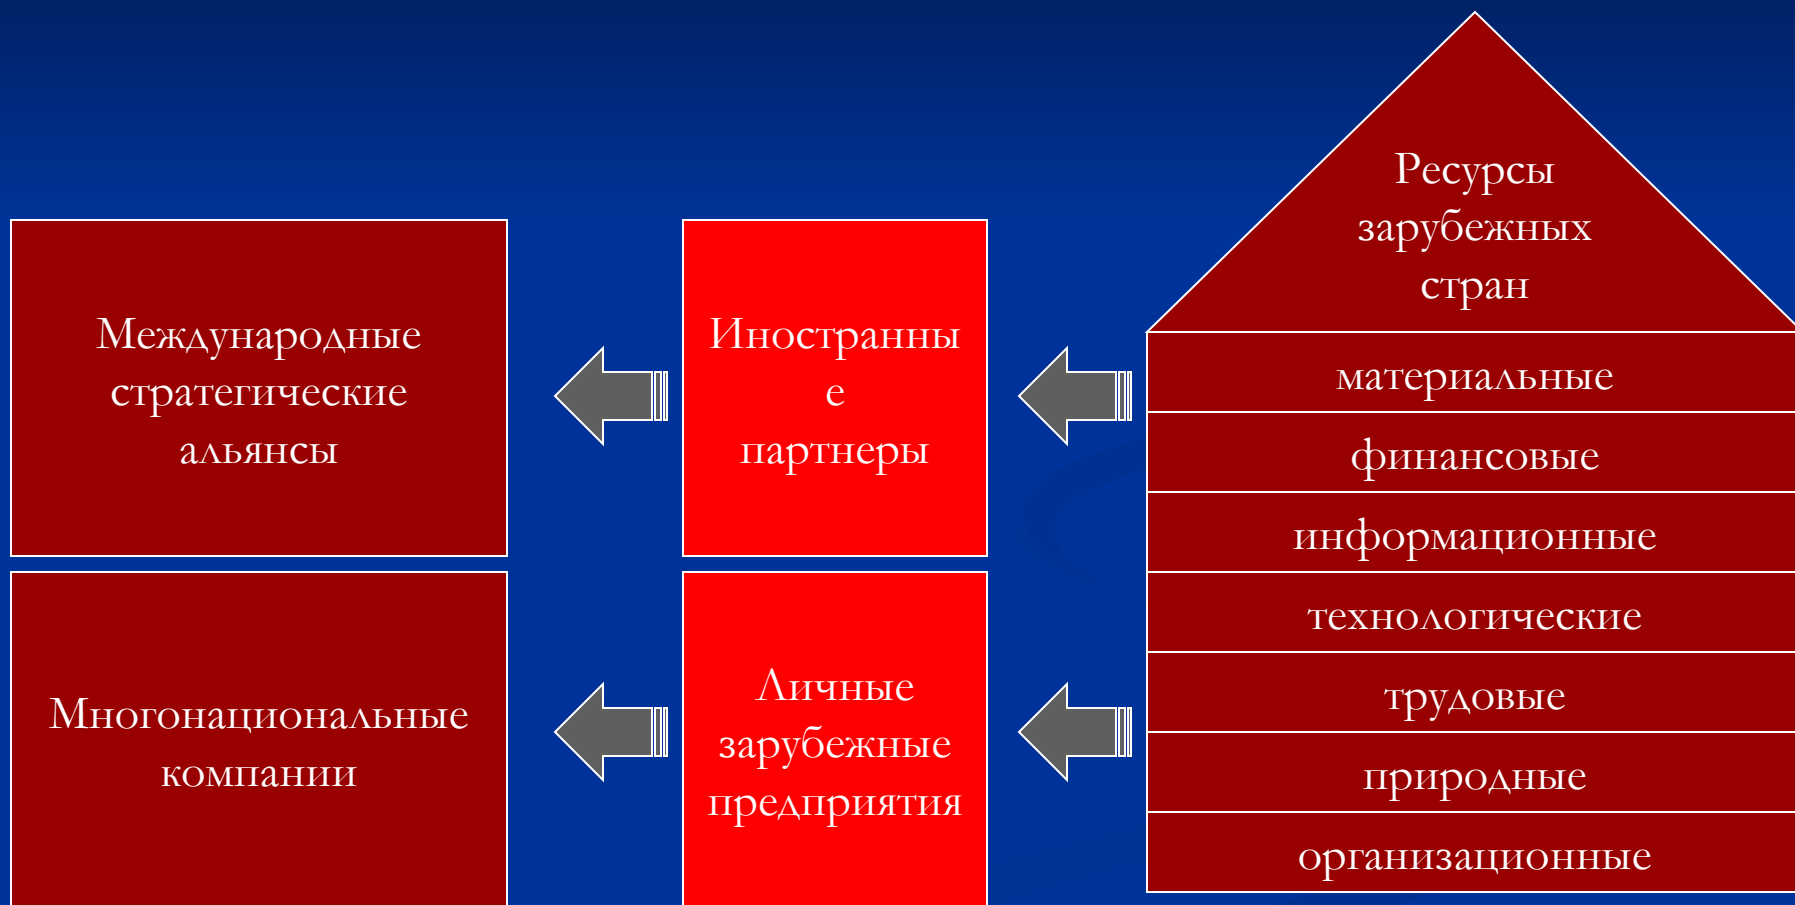 Международные
стратегические
альянсы
Иностранны
е
партнеры
Ресурсы
зарубежных
стран
материальные
финансовые
информационные
технологические
трудовые
природные
организационные
Многонациональные
компании
Личные
зарубежные
предприятия